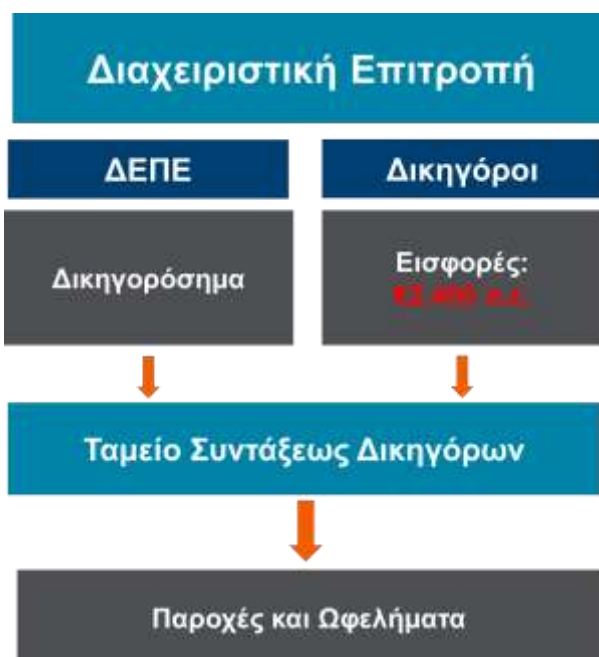 Διαχειριστική Επιτροπή
ΔΕΠΕ
Δικηγόροι
Δικηγορόσημα
Εισφορές:
Ταμείο Συντάξεως Δικηγόρων
Παροχές και Ωφελήματα